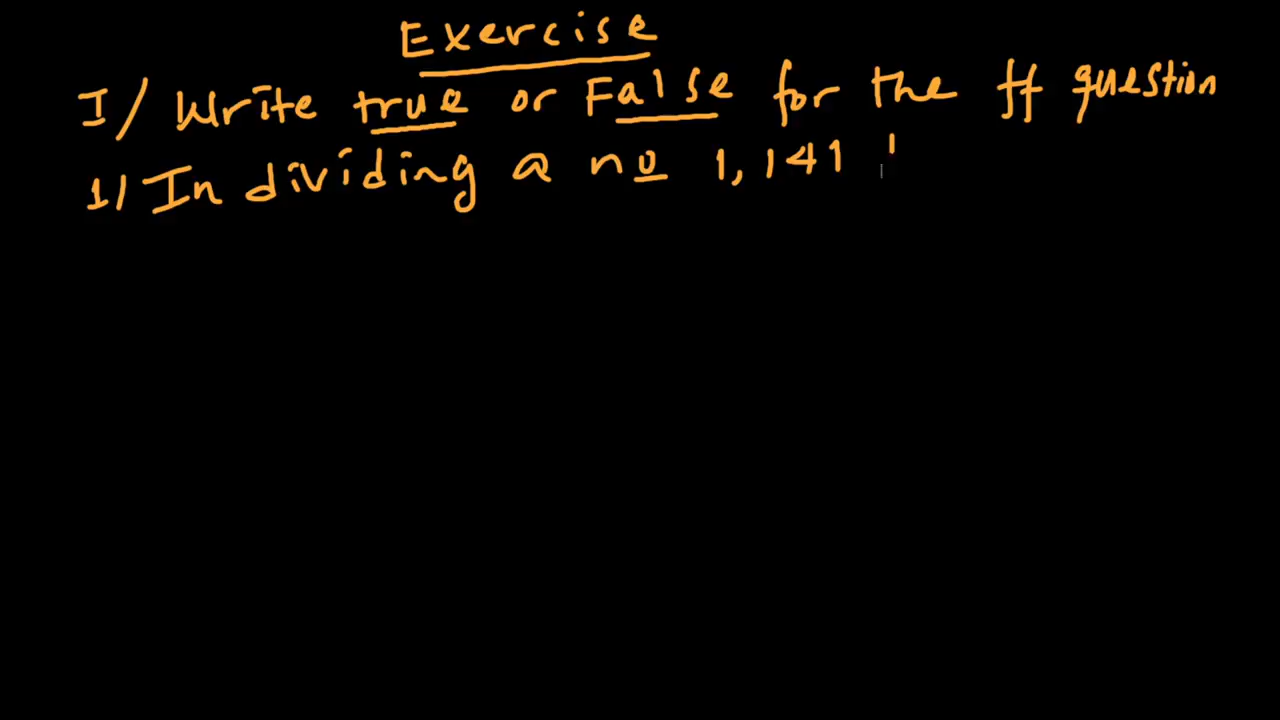 Exercise
I/ Write true or False for the ff question
1/ In dividing a no 1,141